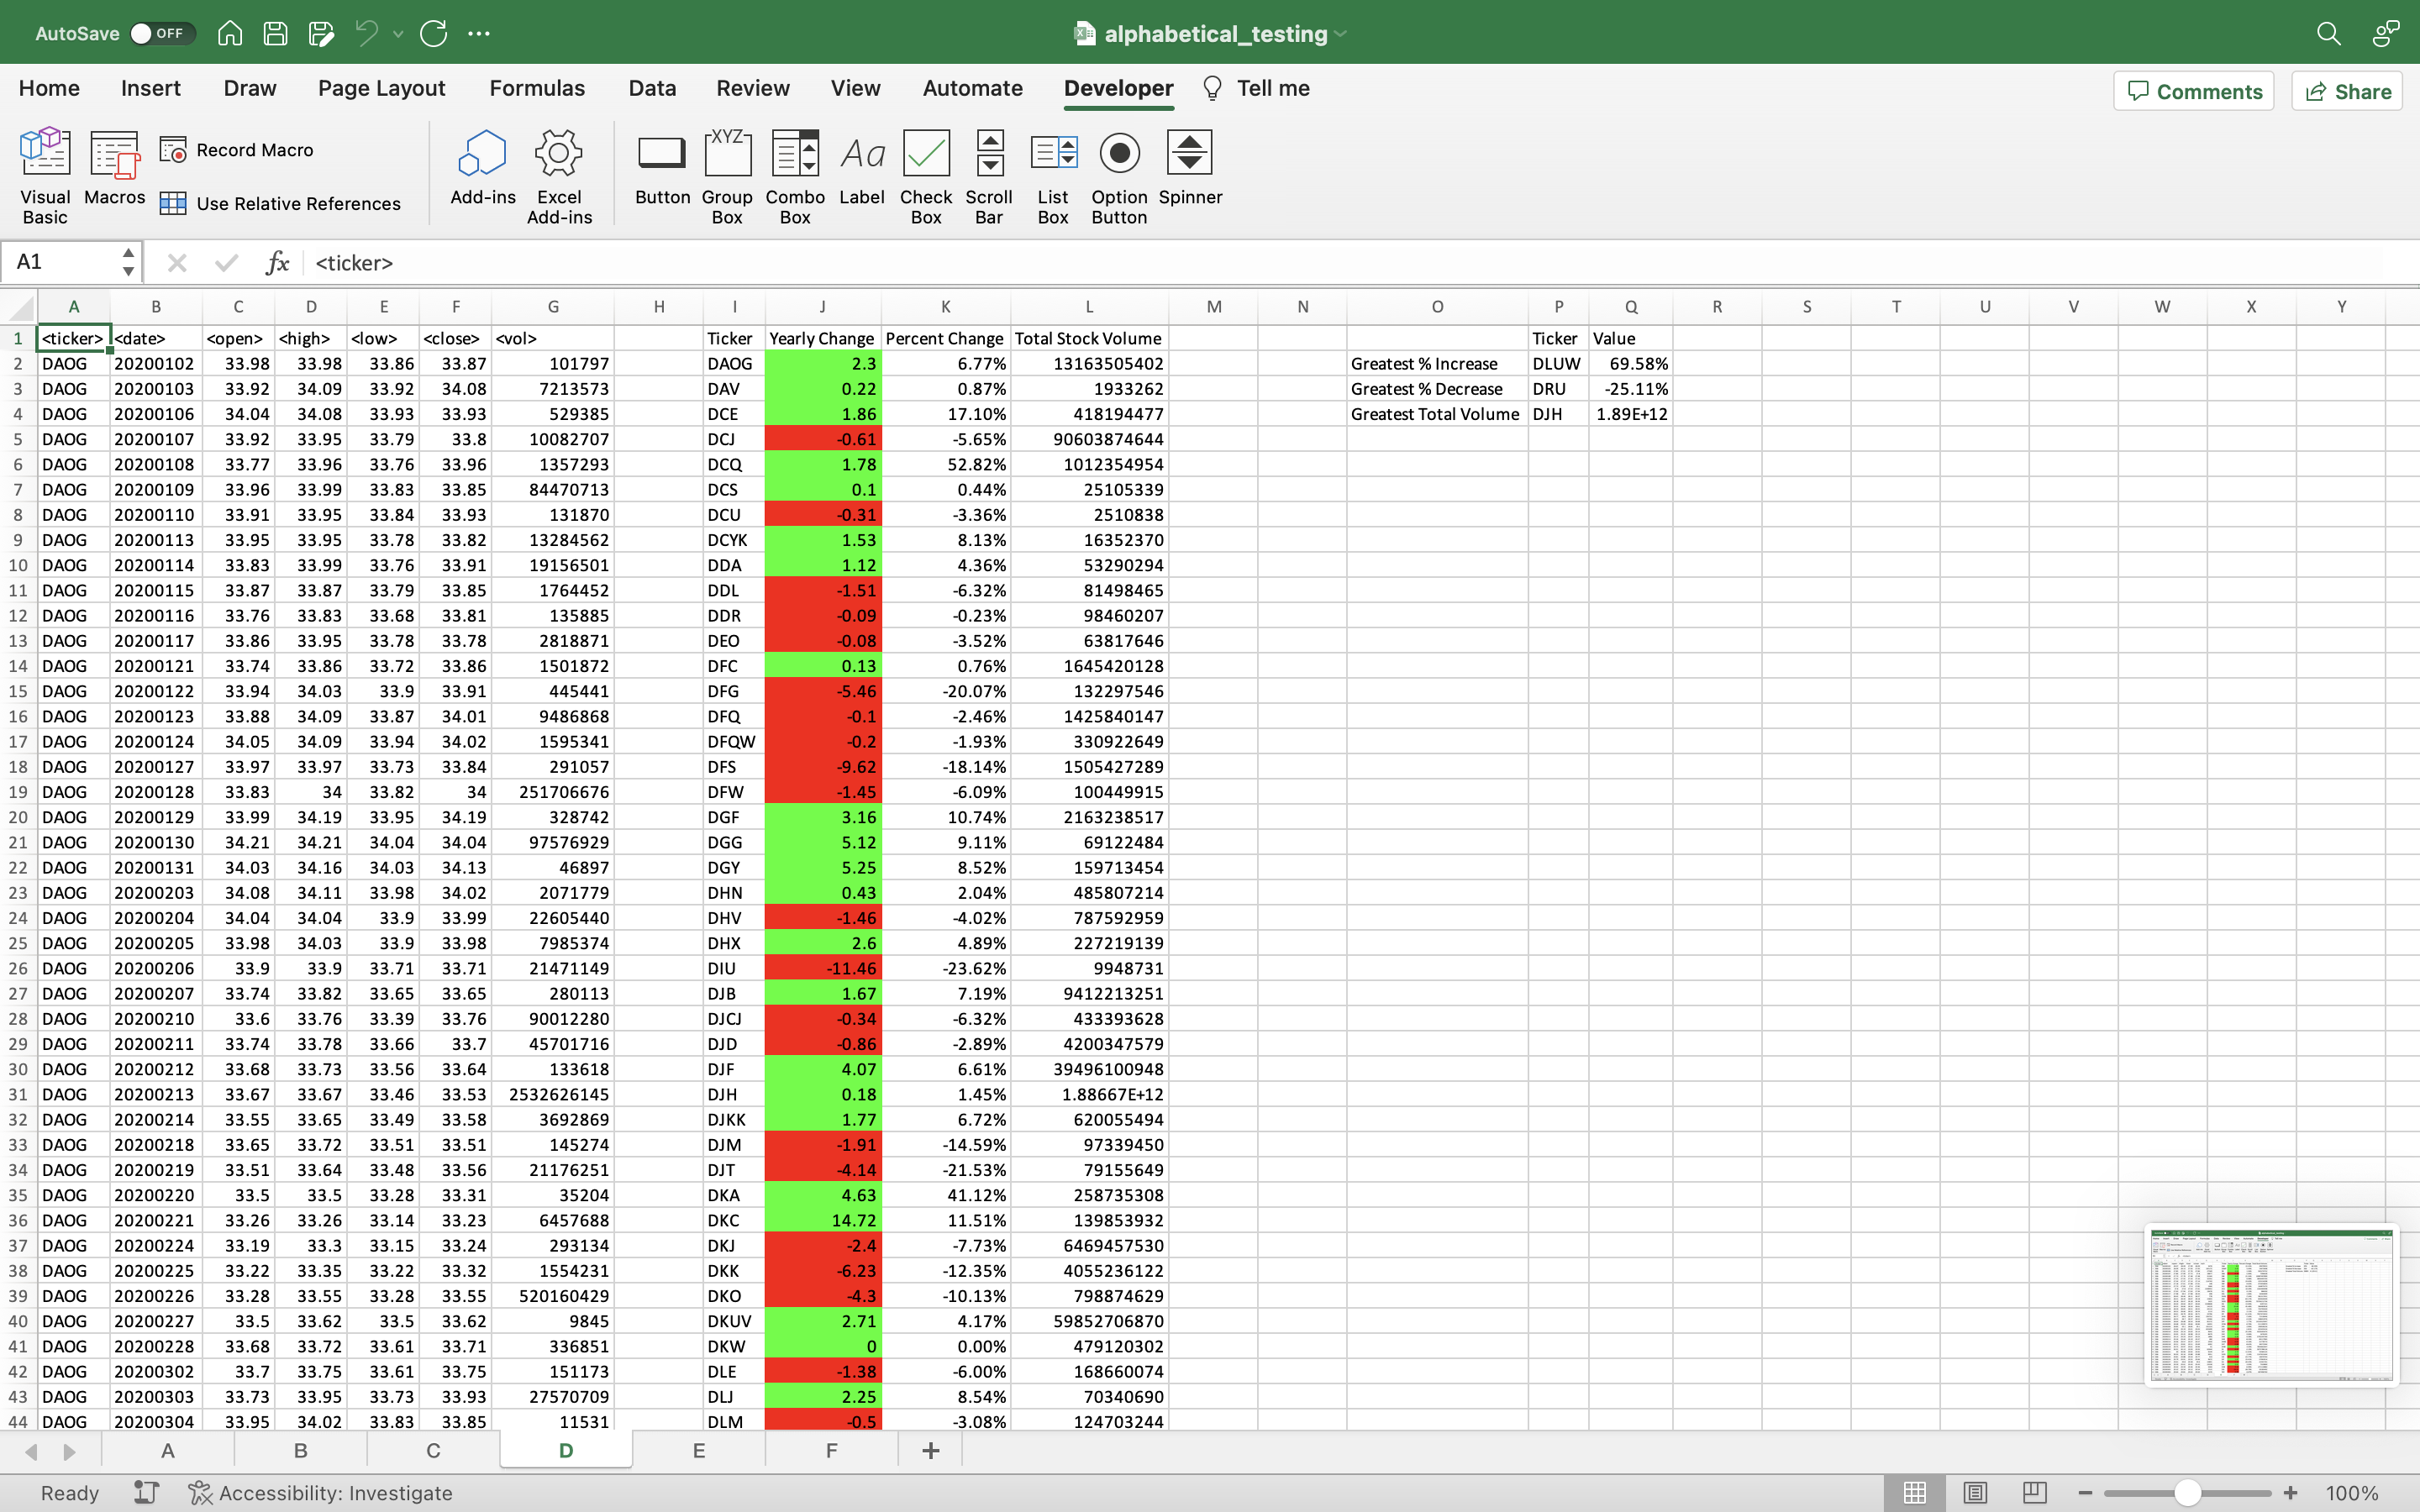 AutoSave OFF alphabetical_testing
Home Insert Draw Page Layout Formulas Data Review View Automate Developer Tell me Comments Share
Visual Basic Macros Record Macro Use Relative References Add-ins Excel Add-ins Button XYZ Group Box Combo Box Aa Label Check Box Scroll Bar List Box Option Button Spinner
A1 fx <ticker>
A B C D E F G H I J K L M N O P Q R S T U V W X Y
1 <ticker> <date> <open> <high> <low> <close> <vol> Ticker Yearly Change Percent Change Total Stock Volume Ticker Value
2 DAOG 20200102 33.98 33.98 33.86 33.87 101797 DAOG 2.3 6.77% 13163505402 Greatest % Increase DLUW 69.58%
3 DAOG 20200103 33.92 34.09 33.92 34.08 7213573 DAV 0.22 0.87% 1933262 Greatest % Decrease DRU -25.11%
4 DAOG 20200106 34.04 34.08 33.93 33.93 529385 DCE 1.86 17.10% 418194477 Greatest Total Volume DJH 1.89E+12
5 DAOG 20200107 33.92 33.95 33.79 33.8 10082707 DCJ -0.61 -5.65% 90603874644
6 DAOG 20200108 33.77 33.96 33.76 33.96 1357293 DCQ 1.78 52.82% 1012354954
7 DAOG 20200109 33.96 33.99 33.83 33.85 84470713 DCS 0.1 0.44% 25105339
8 DAOG 20200110 33.91 33.95 33.84 33.93 131870 DCU -0.31 -3.36% 2510838
9 DAOG 20200113 33.95 33.95 33.78 33.82 13284562 DCYK 1.53 8.13% 16352370
10 DAOG 20200114 33.83 33.99 33.76 33.91 19156501 DDA 1.12 4.36% 53290294
11 DAOG 20200115 33.87 33.87 33.79 33.85 1764452 DDL -1.51 -6.32% 81498465
12 DAOG 20200116 33.76 33.83 33.68 33.81 135885 DDR -0.09 -0.23% 98460207
13 DAOG 20200117 33.86 33.95 33.78 33.78 2818871 DEO -0.08 -3.52% 63817646
14 DAOG 20200121 33.74 33.86 33.72 33.86 1501872 DFC 0.13 0.76% 1645420128
15 DAOG 20200122 33.94 34.03 33.9 33.91 445441 DFG -5.46 -20.07% 132297546
16 DAOG 20200123 33.88 34.09 33.87 34.01 9486868 DFQ -0.1 -2.46% 1425840147
17 DAOG 20200124 34.05 34.09 33.94 34.02 1595341 DFQW -0.2 -1.93% 330922649
18 DAOG 20200127 33.97 33.97 33.73 33.84 291057 DFS -9.62 -18.14% 1505427289
19 DAOG 20200128 33.83 34 33.82 34 251706676 DFW -1.45 -6.09% 100449915
20 DAOG 20200129 33.99 34.19 33.95 34.19 328742 DGF 3.16 10.74% 2163238517
21 DAOG 20200130 34.21 34.21 34.04 34.04 97576929 DGG 5.12 9.11% 69122484
22 DAOG 20200131 34.03 34.16 34.03 34.13 46897 DGY 5.25 8.52% 159713454
23 DAOG 20200203 34.08 34.11 33.98 34.02 2071779 DHN 0.43 2.04% 485807214
24 DAOG 20200204 34.04 34.04 33.9 33.99 22605440 DHV -1.46 -4.02% 787592959
25 DAOG 20200205 33.98 34.03 33.9 33.98 7985374 DHX 2.6 4.89% 227219139
26 DAOG 20200206 33.9 33.9 33.71 33.71 21471149 DIU -11.46 -23.62% 9948731
27 DAOG 20200207 33.74 33.82 33.65 33.65 280113 DJB 1.67 7.19% 9412213251
28 DAOG 20200210 33.6 33.76 33.39 33.76 90012280 DJCJ -0.34 -6.32% 433393628
29 DAOG 20200211 33.74 33.78 33.66 33.7 45701716 DJD -0.86 -2.89% 4200347579
30 DAOG 20200212 33.68 33.73 33.56 33.64 133618 DJF 4.07 6.61% 39496100948
31 DAOG 20200213 33.67 33.67 33.46 33.53 2532626145 DJH 0.18 1.45% 1.88667E+12
32 DAOG 20200214 33.55 33.65 33.49 33.58 3692869 DJKK 1.77 6.72% 620055494
33 DAOG 20200218 33.65 33.72 33.51 33.51 145274 DJM -1.91 -14.59% 97339450
34 DAOG 20200219 33.51 33.64 33.48 33.56 21176251 DJT -4.14 -21.53% 79155649
35 DAOG 20200220 33.5 33.5 33.28 33.31 35204 DKA 4.63 41.12% 258735308
36 DAOG 20200221 33.26 33.26 33.14 33.23 6457688 DKC 14.72 11.51% 139853932
37 DAOG 20200224 33.19 33.3 33.15 33.24 293134 DKJ -2.4 -7.73% 6469457530
38 DAOG 20200225 33.22 33.35 33.22 33.32 1554231 DKK -6.23 -12.35% 4055236122
39 DAOG 20200226 33.28 33.55 33.28 33.55 520160429 DKO -4.3 -10.13% 798874629
40 DAOG 20200227 33.5 33.62 33.5 33.62 9845 DKUV 2.71 4.17% 59852706870
41 DAOG 20200228 33.68 33.72 33.61 33.71 336851 DKW 0 0.00% 479120302
42 DAOG 20200302 33.7 33.75 33.61 33.75 151173 DLE -1.38 -6.00% 168660074
43 DAOG 20200303 33.73 33.95 33.73 33.93 27570709 DLJ 2.25 8.54% 70340690
44 DAOG 20200304 33.95 34.02 33.83 33.85 11531 DLM -0.5 -3.08% 124703244
A B C D E F +
Ready Accessibility: Investigate 100%